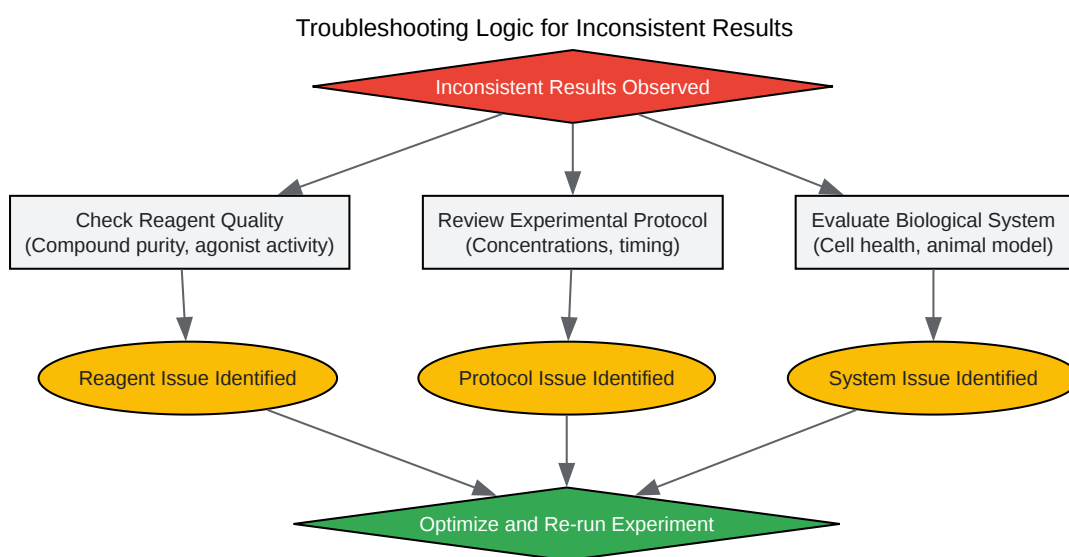 Troubleshooting Logic for Inconsistent Results
Inconsistent Results Observed
Check Reagent Quality
(Compound purity, agonist activity)
Review Experimental Protocol
(Concentrations, timing)
Evaluate Biological System
(Cell health, animal model)
Reagent Issue Identified
Protocol Issue Identified
System Issue Identified
Optimize and Re-run Experiment